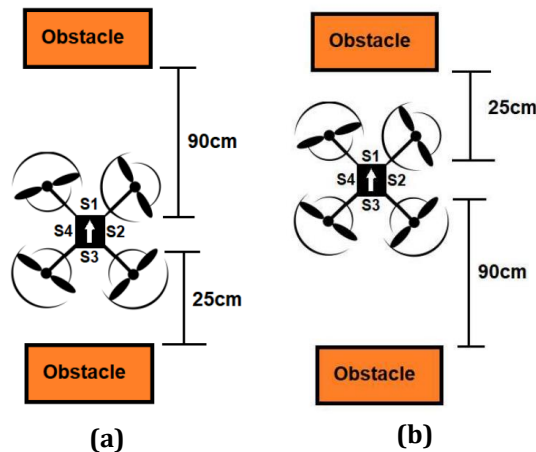 Obstacle
90cm
S1
S4 S2
S3
25cm
Obstacle
(a)
Obstacle
25cm
S1
S4 S2
S3
90cm
Obstacle
(b)